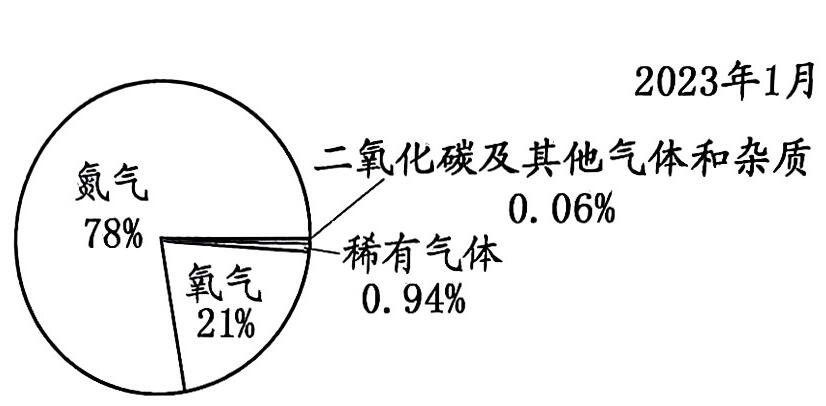 2023年1月
二氧化碳及其他气体和杂质
0.06%
氮气
78%
稀有气体
0.94%
氧气
21%